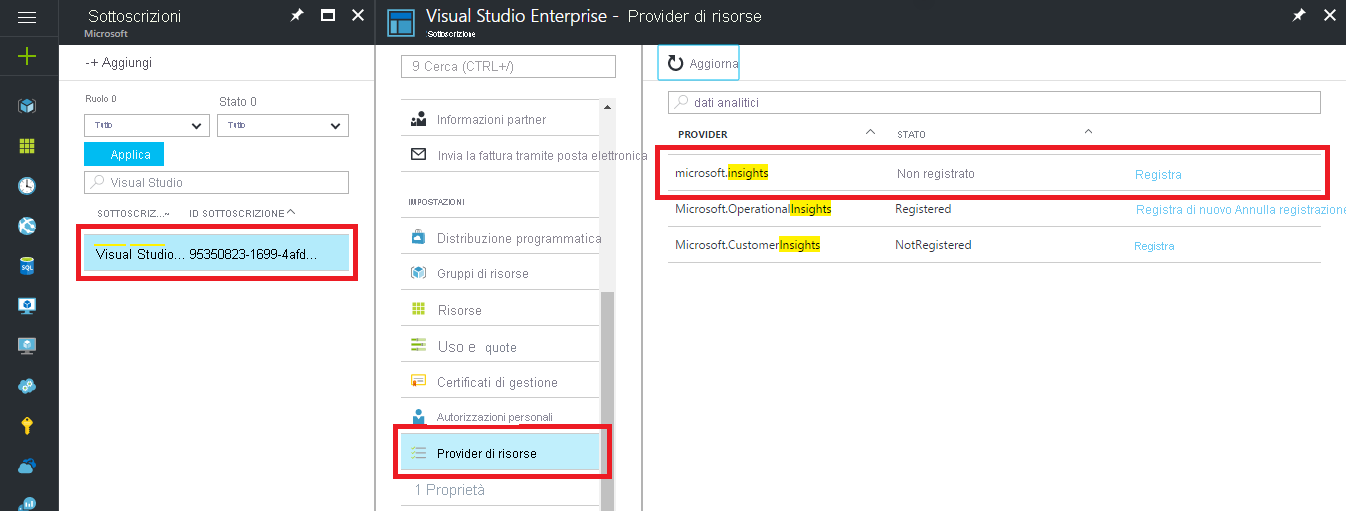 Sottoscrizioni
Microsoft
-+ Aggiungi
Ruolo 0
Stato 0
Tutto
Tutto
Applica
Visual Studio
SOTTOSCRIZ...~ ID SOTTOSCRIZIONE
Visual Studio... 95350823-1699-4afd...
Visual Studio Enterprise - Provider di risorse
Sottoscrizione
9 Cerca (CTRL+/)
Informazioni partner
Invia la fattura tramite posta elettronica
IMPOSTAZIONI
Distribuzione programmatica
Gruppi di risorse
Risorse
Uso e quote
Certificati di gestione
Autorizzazioni personali
Provider di risorse
1 Proprietà
Aggiorna
dati analitici
PROVIDER STATO
microsoft.insights Non registrato Registra
Microsoft.OperationalInsights Registered Registra di nuovo Annulla registrazione
Microsoft.CustomerInsights NotRegistered Registra
SQL